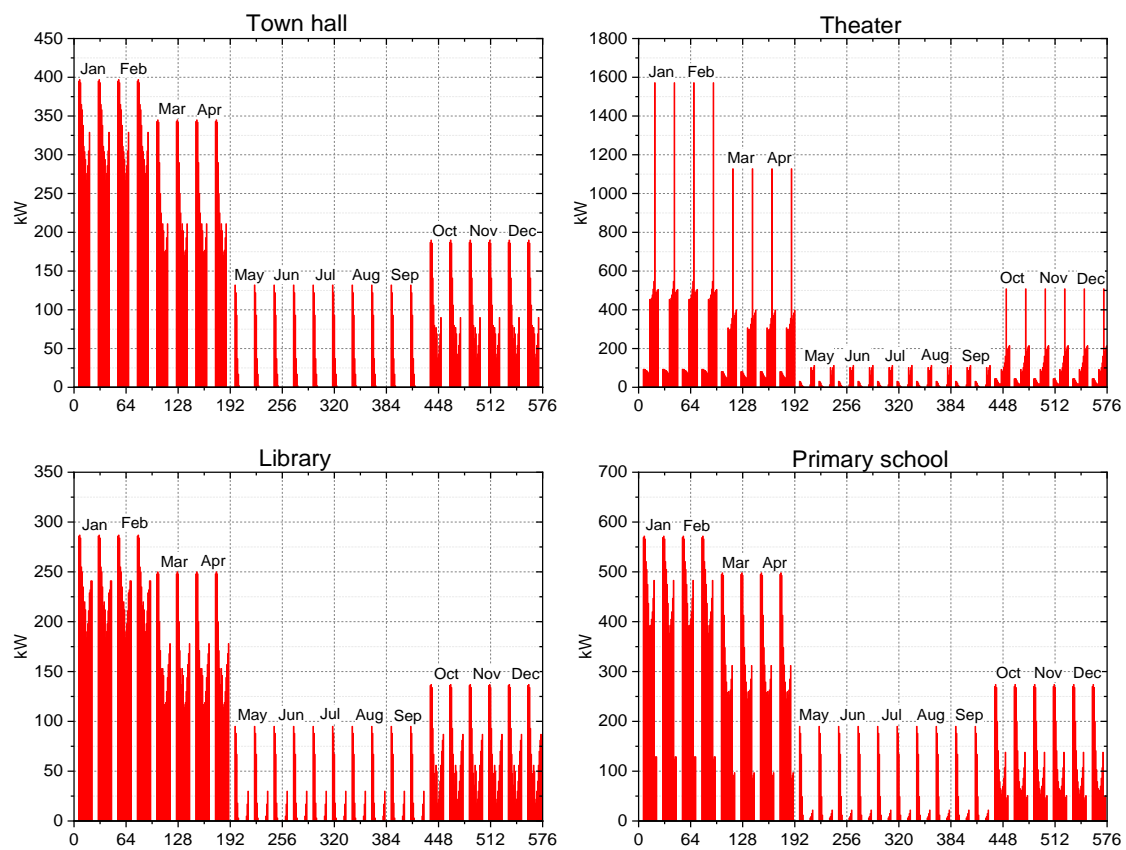 Town hall
kW
450
400
350
300
250
200
150
100
50
0
Jan Feb
Mar Apr
May Jun Jul Aug Sep
Oct Nov Dec
0 64 128 192 256 320 384 448 512 576
Theater
kW
1800
1600
1400
1200
1000
800
600
400
200
0
Jan Feb
Mar Apr
May Jun Jul Aug Sep
Oct Nov Dec
0 64 128 192 256 320 384 448 512 576
Library
kW
350
300
250
200
150
100
50
0
Jan Feb
Mar Apr
May Jun Jul Aug Sep
Oct Nov Dec
0 64 128 192 256 320 384 448 512 576
Primary school
kW
700
600
500
400
300
200
100
0
Jan Feb
Mar Apr
May Jun Jul Aug Sep
Oct Nov Dec
0 64 128 192 256 320 384 448 512 576